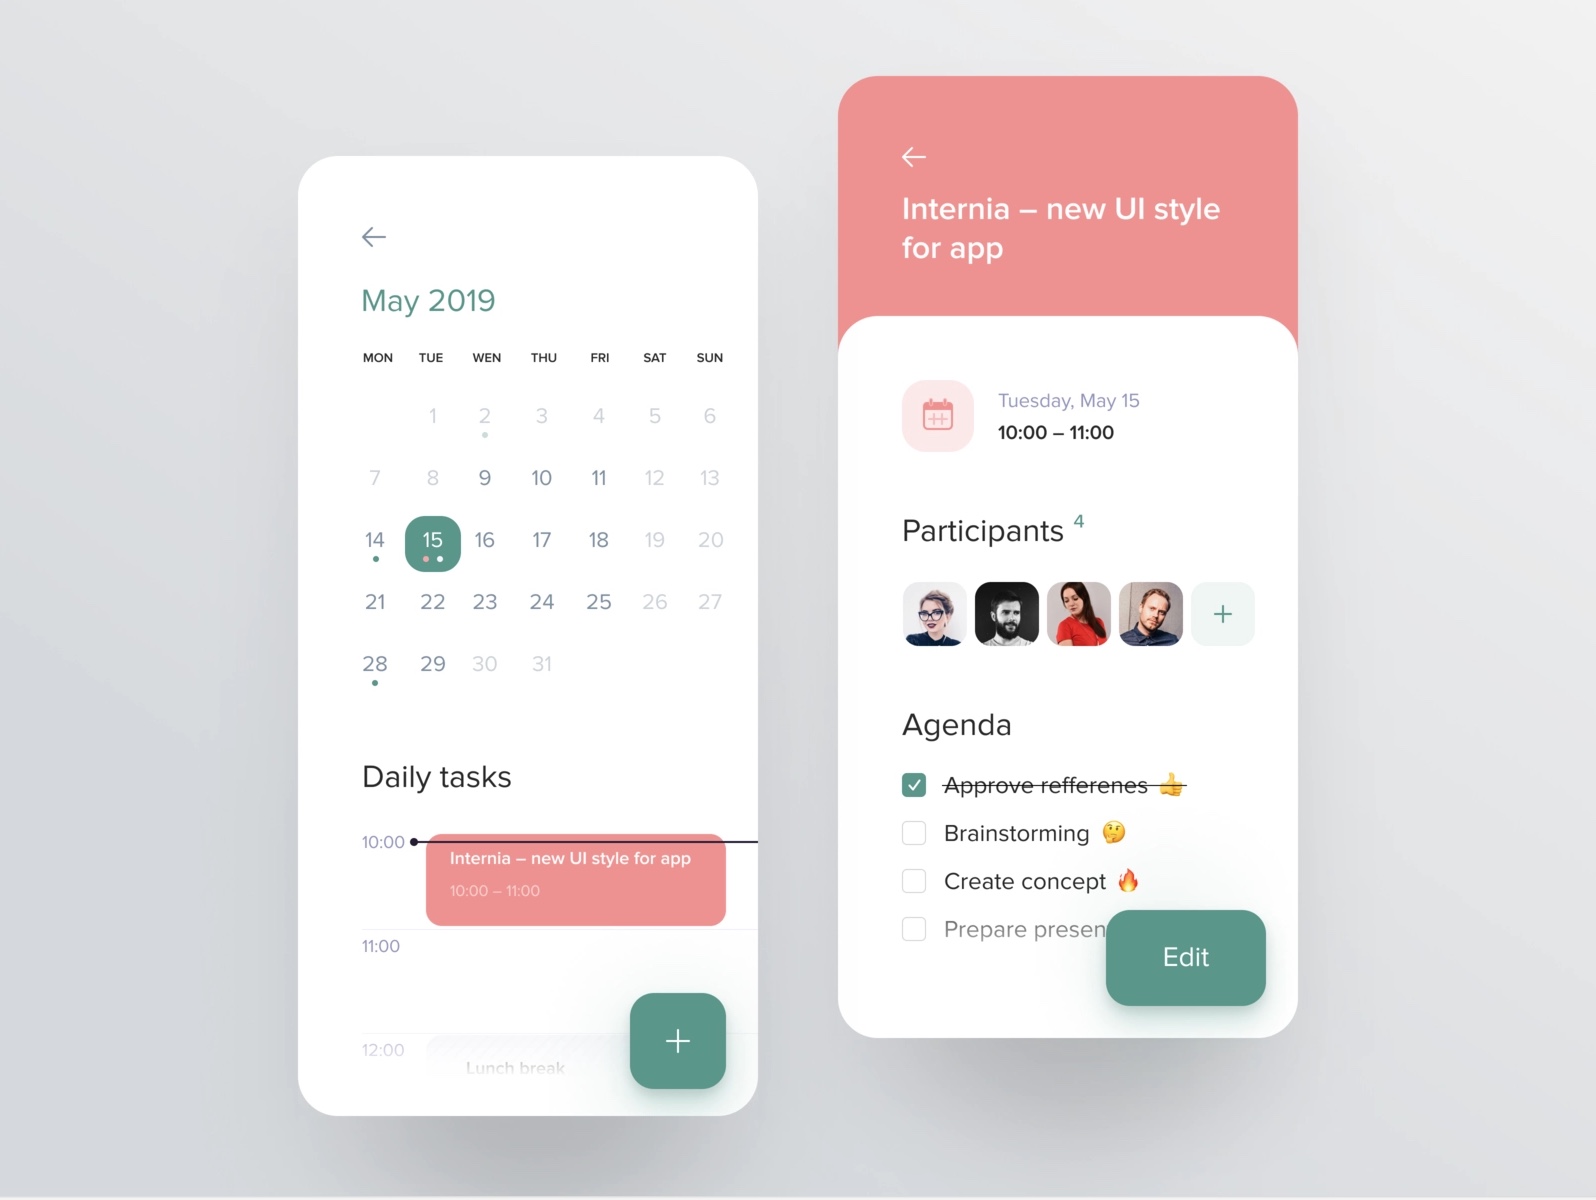 May 2019
MON TUE WEN THU FRI SAT SUN
1 2 3 4 5 6
7 8 9 10 11 12 13
14 15 16 17 18 19 20
21 22 23 24 25 26 27
28 29 30 31
Daily tasks
10:00
Internia – new UI style for app
10:00 – 11:00
11:00
12:00
Lunch break
Internia – new UI style
for app
Tuesday, May 15
10:00 – 11:00
Participants 4
Agenda
Approve refferenes 👍
Brainstorming 🤔
Create concept 🔥
Prepare presen
Edit